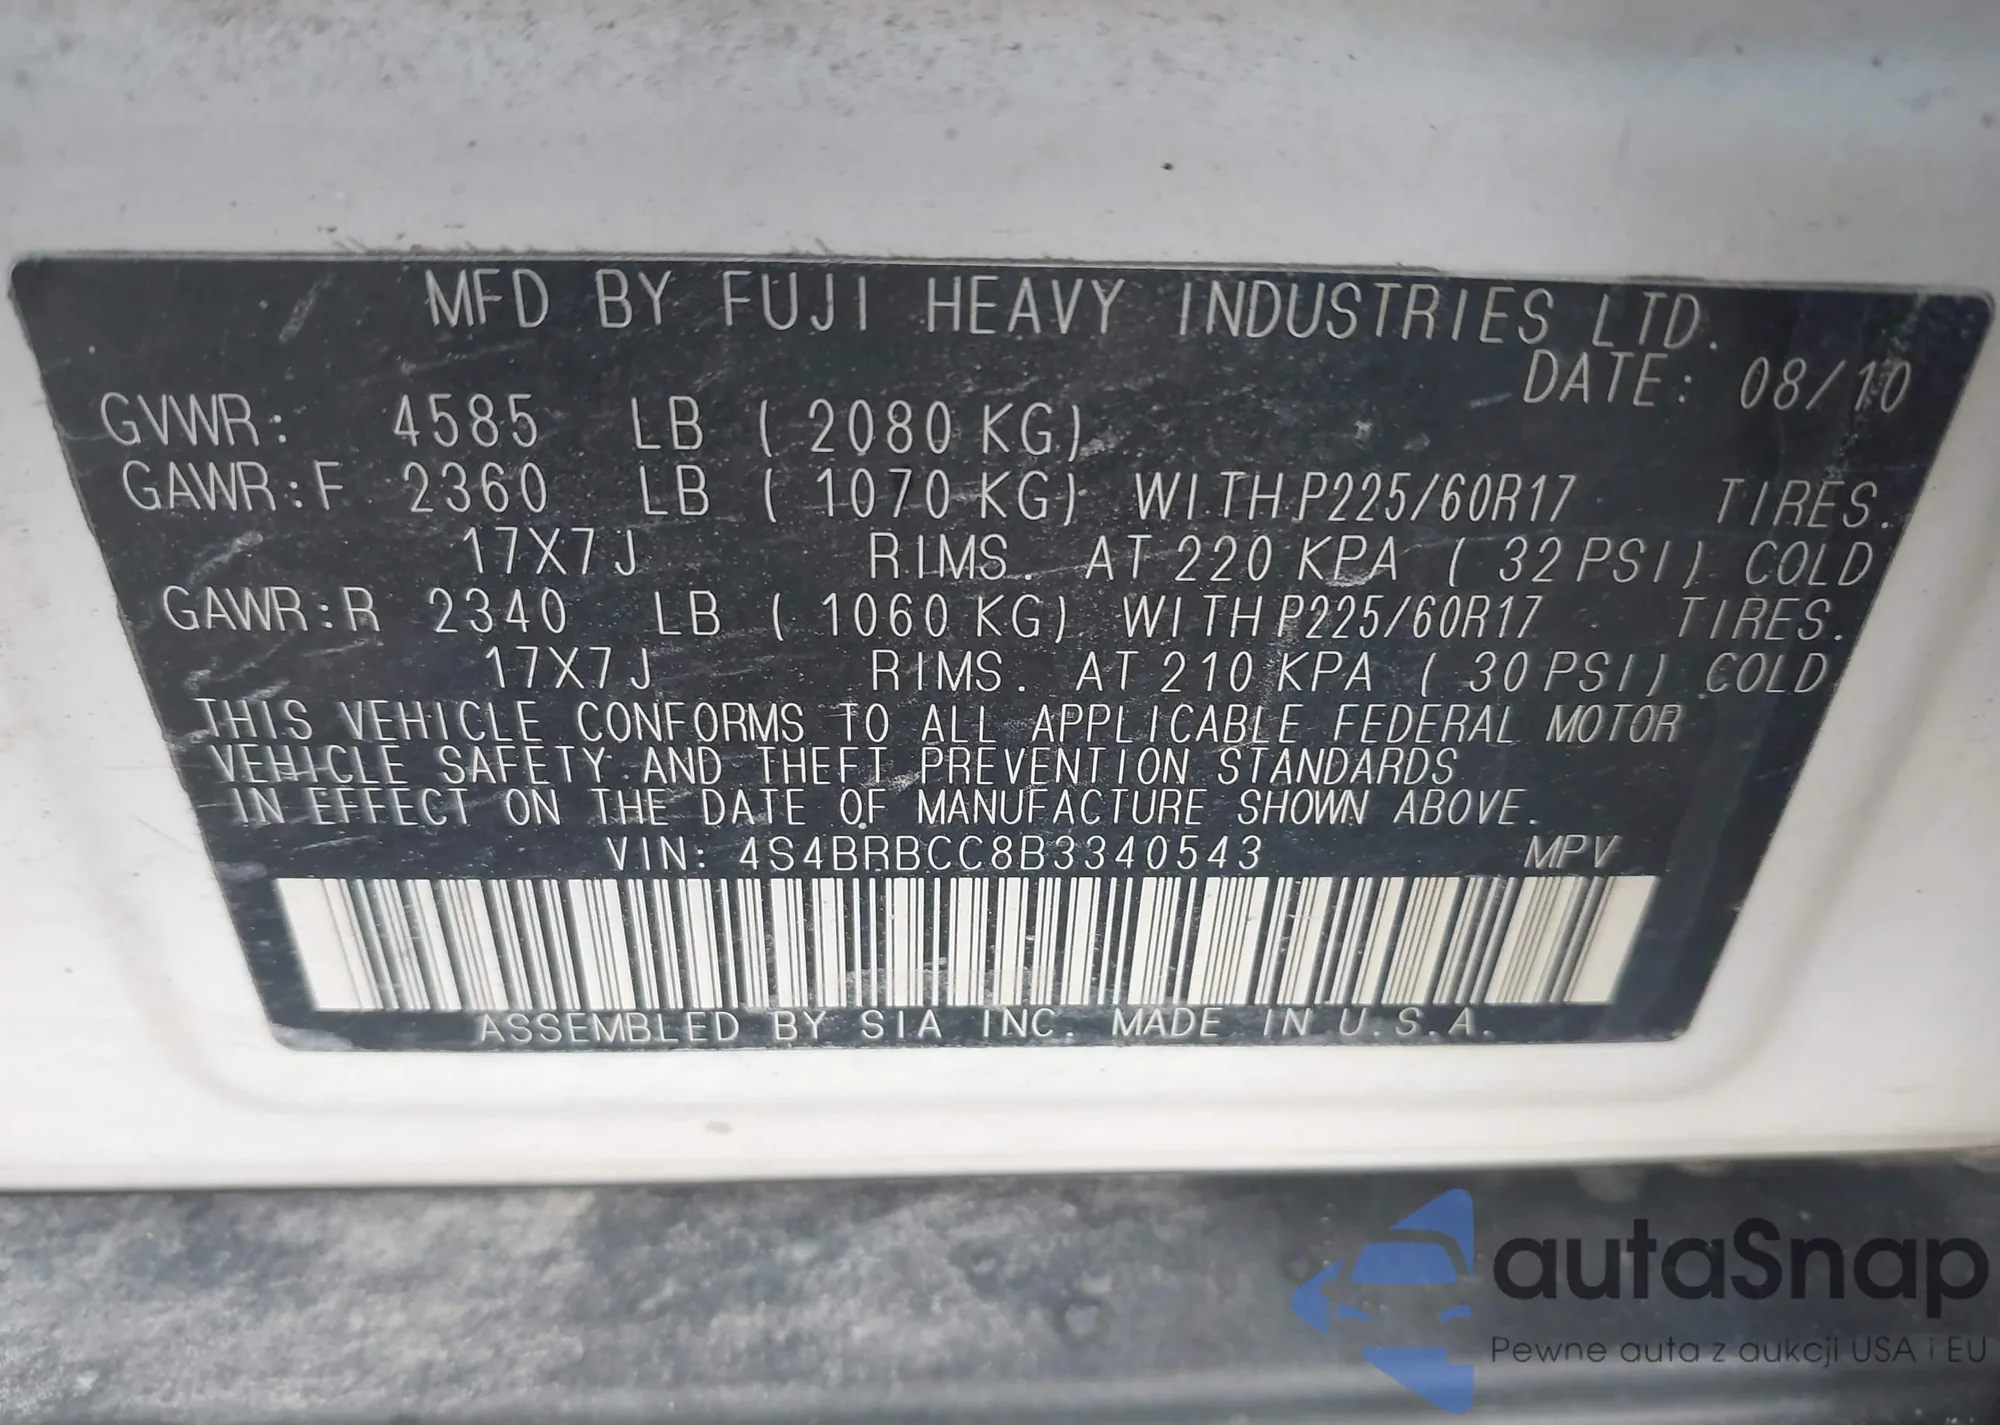 MFD BY FUJI HEAVY INDUSTRIES LTD.
DATE: 08/10
GVWR: 4585 LB ( 2080 KG)
GAWR:F 2360 LB ( 1070 KG) WITH P225/60R17 TIRES.
17X7J RIMS. AT 220 KPA ( 32 PSI) COLD
GAWR:R 2340 LB ( 1060 KG) WITH P225/60R17 TIRES.
17X7J RIMS. AT 210 KPA ( 30 PSI) COLD
THIS VEHICLE CONFORMS TO ALL APPLICABLE FEDERAL MOTOR
VEHICLE SAFETY AND THEFT PREVENTION STANDARDS
IN EFFECT ON THE DATE OF MANUFACTURE SHOWN ABOVE.
VIN: 4S4BRBCC8B3340543 MPV
ASSEMBLED BY SIA INC. MADE IN U.S.A.
autaSnap
Pewne auta z aukcji USA i EU